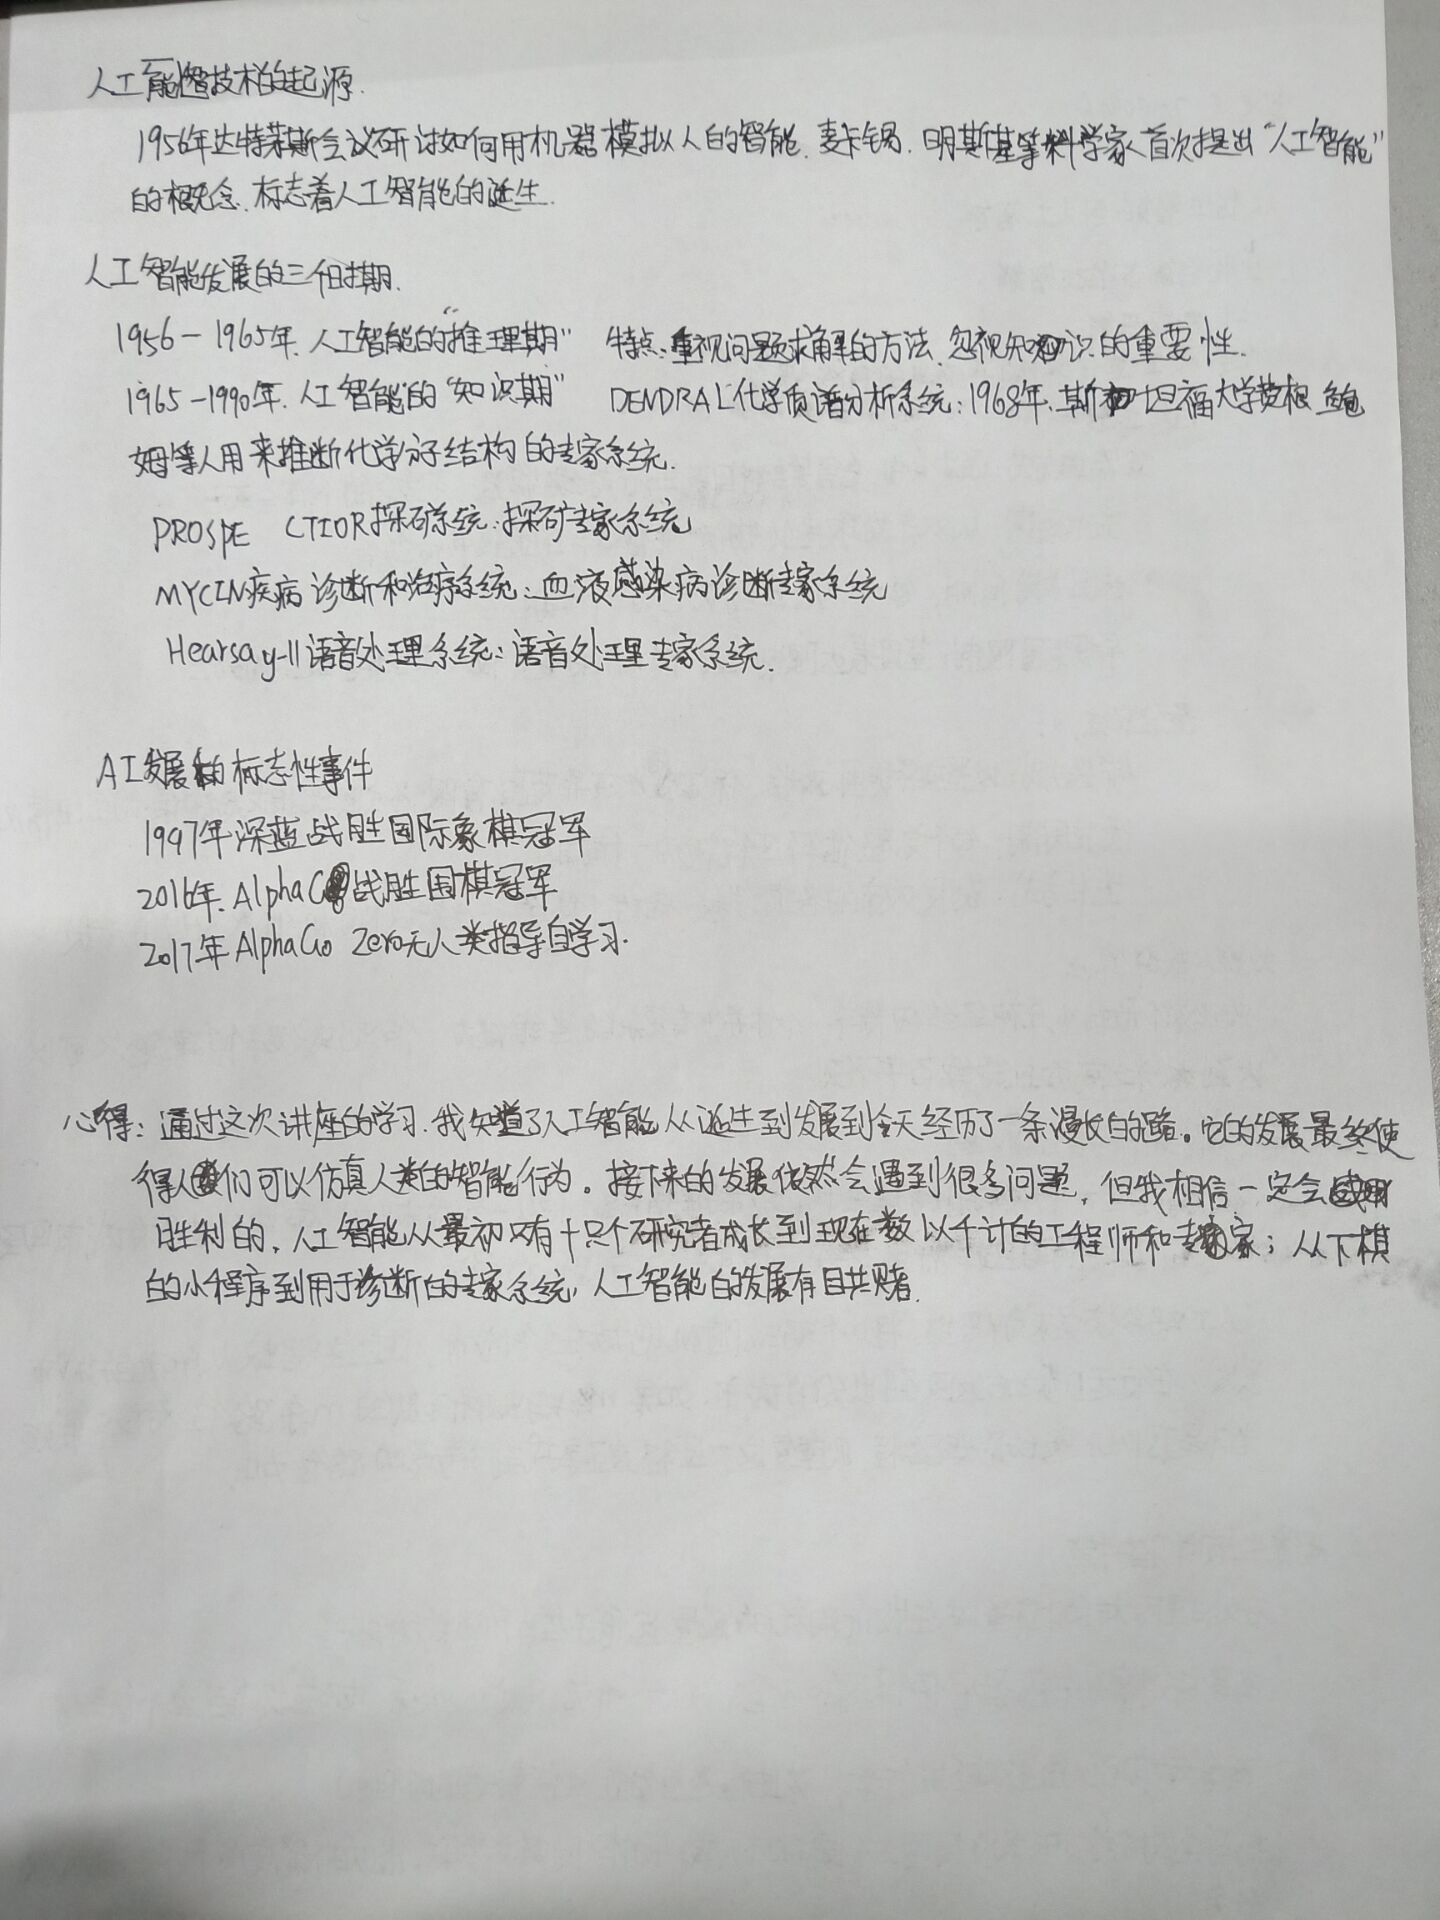 人工能智技术的起源.
1956年达特莱斯会议研讨如何用机器模拟人的智能.麦卡锡.明斯基等科学家首次提出“人工智能”
的概念.标志着人工智能的诞生.
人工智能发展的三个时期.
1956-1965年.人工智能的“推理期” 特点:重视问题求解的方法.忽视知识的重要性.
1965-1990年.人工智能的“知识期” DENDRAL化学质谱分析系统:1968年.斯坦福大学费根鲍
姆等人用来推断化学分子结构的专家系统.
PROSPE CTIOR探矿系统:探矿专家系统
MYCIN疾病诊断和治疗系统:血液感染病诊断专家系统
Hearsay-II语音处理系统:语音处理专家系统.
AI发展的标志性事件
1997年深蓝战胜国际象棋冠军
2016年.AlphaGo战胜围棋冠军
2017年AlphaGo Zero无人类指导自学习.
心得:通过这次讲座的学习.我知道了人工智能从诞生到发展到今天经历了一条漫长的路。它的发展最终使
得人们可以仿真人类的智能行为。接下来的发展依然会遇到很多问题,但我相信一定会
胜利的.人工智能从最初只有十几个研究者成长到现在数以千计的工程师和专家;从下棋
的小程序到用于诊断的专家系统,人工智能的发展有目共睹.